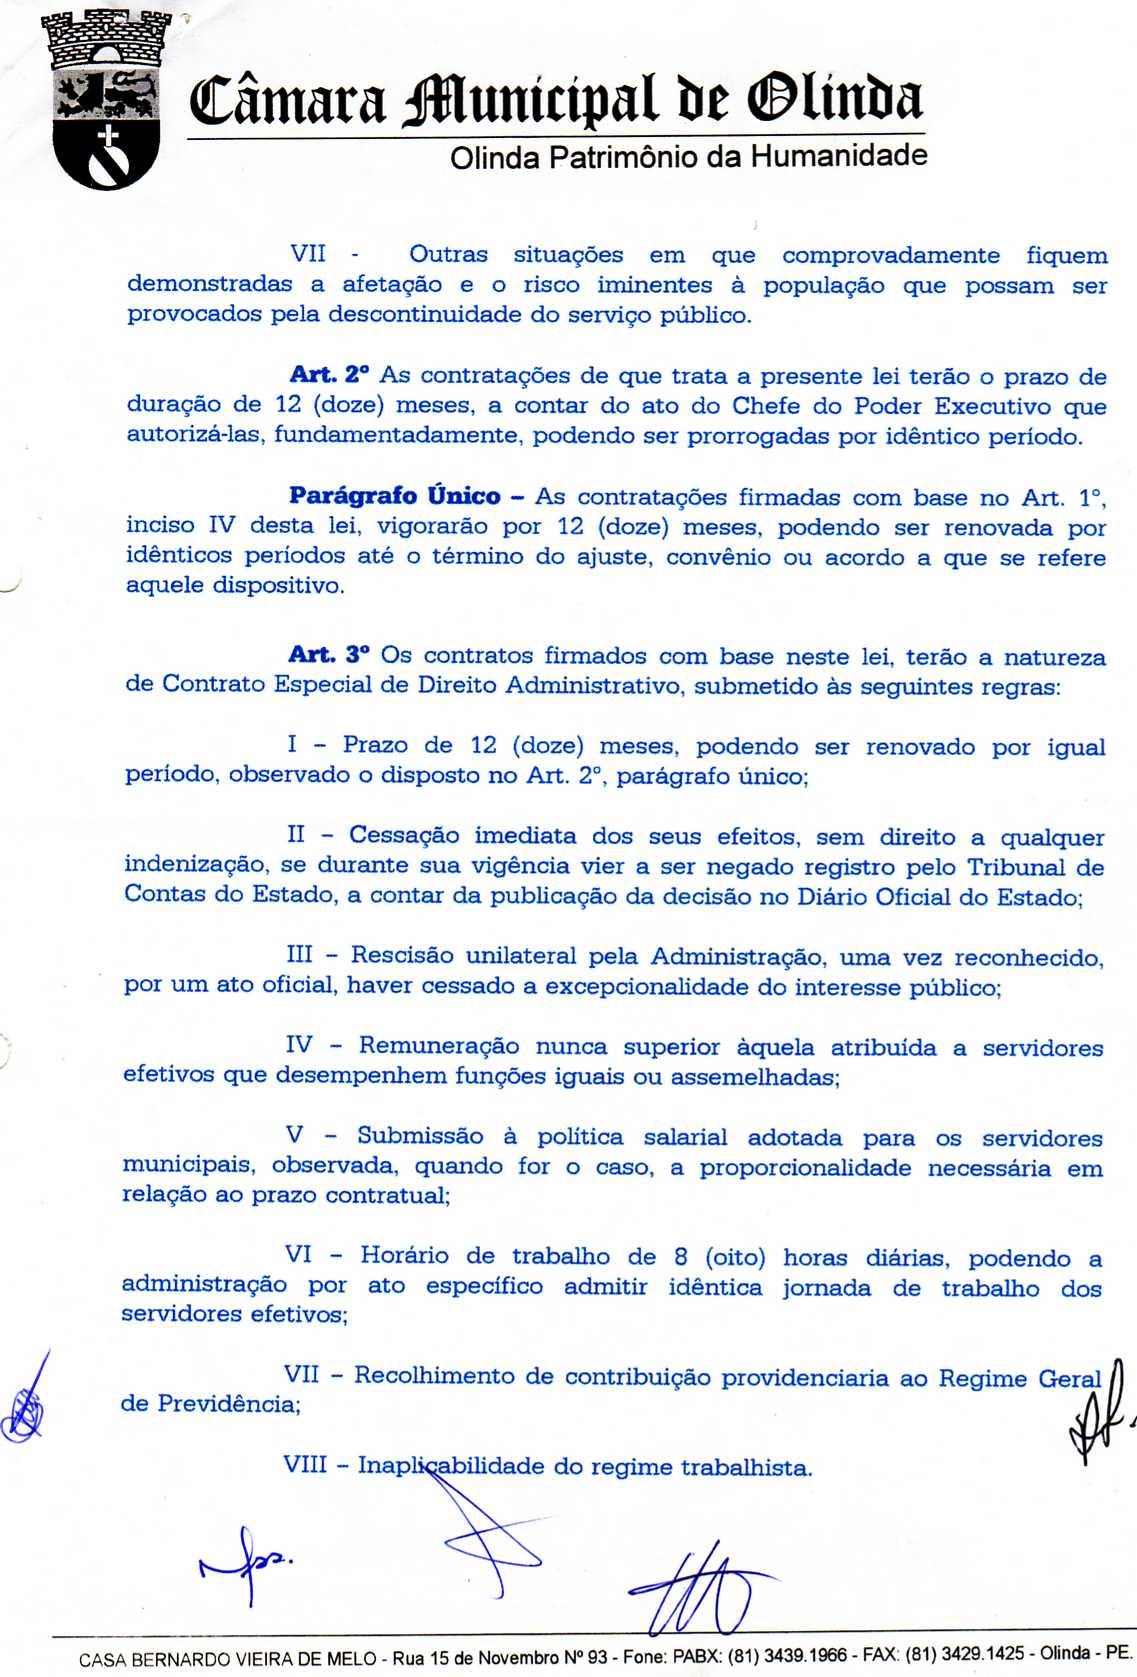 Câmara Municipal de Olinda
Olinda Patrimônio da Humanidade
VII - Outras situações em que comprovadamente fiquem
demonstradas a afetação e o risco iminentes à população que possam ser
provocados pela descontinuidade do serviço público.
Art. 2º As contratações de que trata a presente lei terão o prazo de
duração de 12 (doze) meses, a contar do ato do Chefe do Poder Executivo que
autorizá-las, fundamentadamente, podendo ser prorrogadas por idêntico período.
Parágrafo Único – As contratações firmadas com base no Art. 1º,
inciso IV desta lei, vigorarão por 12 (doze) meses, podendo ser renovada por
idênticos períodos até o término do ajuste, convênio ou acordo a que se refere
aquele dispositivo.
Art. 3º Os contratos firmados com base neste lei, terão a natureza
de Contrato Especial de Direito Administrativo, submetido às seguintes regras:
I – Prazo de 12 (doze) meses, podendo ser renovado por igual
período, observado o disposto no Art. 2º, parágrafo único;
II – Cessação imediata dos seus efeitos, sem direito a qualquer
indenização, se durante sua vigência vier a ser negado registro pelo Tribunal de
Contas do Estado, a contar da publicação da decisão no Diário Oficial do Estado;
III – Rescisão unilateral pela Administração, uma vez reconhecido,
por um ato oficial, haver cessado a excepcionalidade do interesse público;
IV – Remuneração nunca superior àquela atribuída a servidores
efetivos que desempenhem funções iguais ou assemelhadas;
V – Submissão à política salarial adotada para os servidores
municipais, observada, quando for o caso, a proporcionalidade necessária em
relação ao prazo contratual;
VI – Horário de trabalho de 8 (oito) horas diárias, podendo a
administração por ato específico admitir idêntica jornada de trabalho dos
servidores efetivos;
VII – Recolhimento de contribuição providenciaria ao Regime Geral
de Previdência;
VIII – Inaplicabilidade do regime trabalhista.
CASA BERNARDO VIEIRA DE MELO - Rua 15 de Novembro Nº 93 - Fone: PABX: (81) 3439.1966 - FAX: (81) 3429.1425 - Olinda - PE.